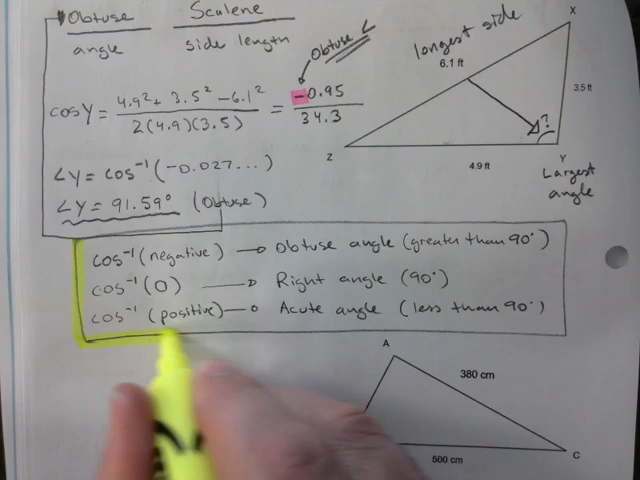 Obtuse Scalene
angle side length
Obtuse ∠
cosY = 4.9² + 3.5² - 6.1² / 2(4.9)(3.5) = -0.95 / 34.3
∠Y = cos⁻¹(-0.027...)
∠Y = 91.59° (Obtuse)
longest side
6.1 ft
X
3.5 ft
?
Z
4.9 ft
Y
Largest
angle
cos⁻¹(negative) → Obtuse angle (greater than 90°)
cos⁻¹(0) → Right angle (90°)
cos⁻¹(positive) → Acute angle (less than 90°)
A
380 cm
500 cm
C